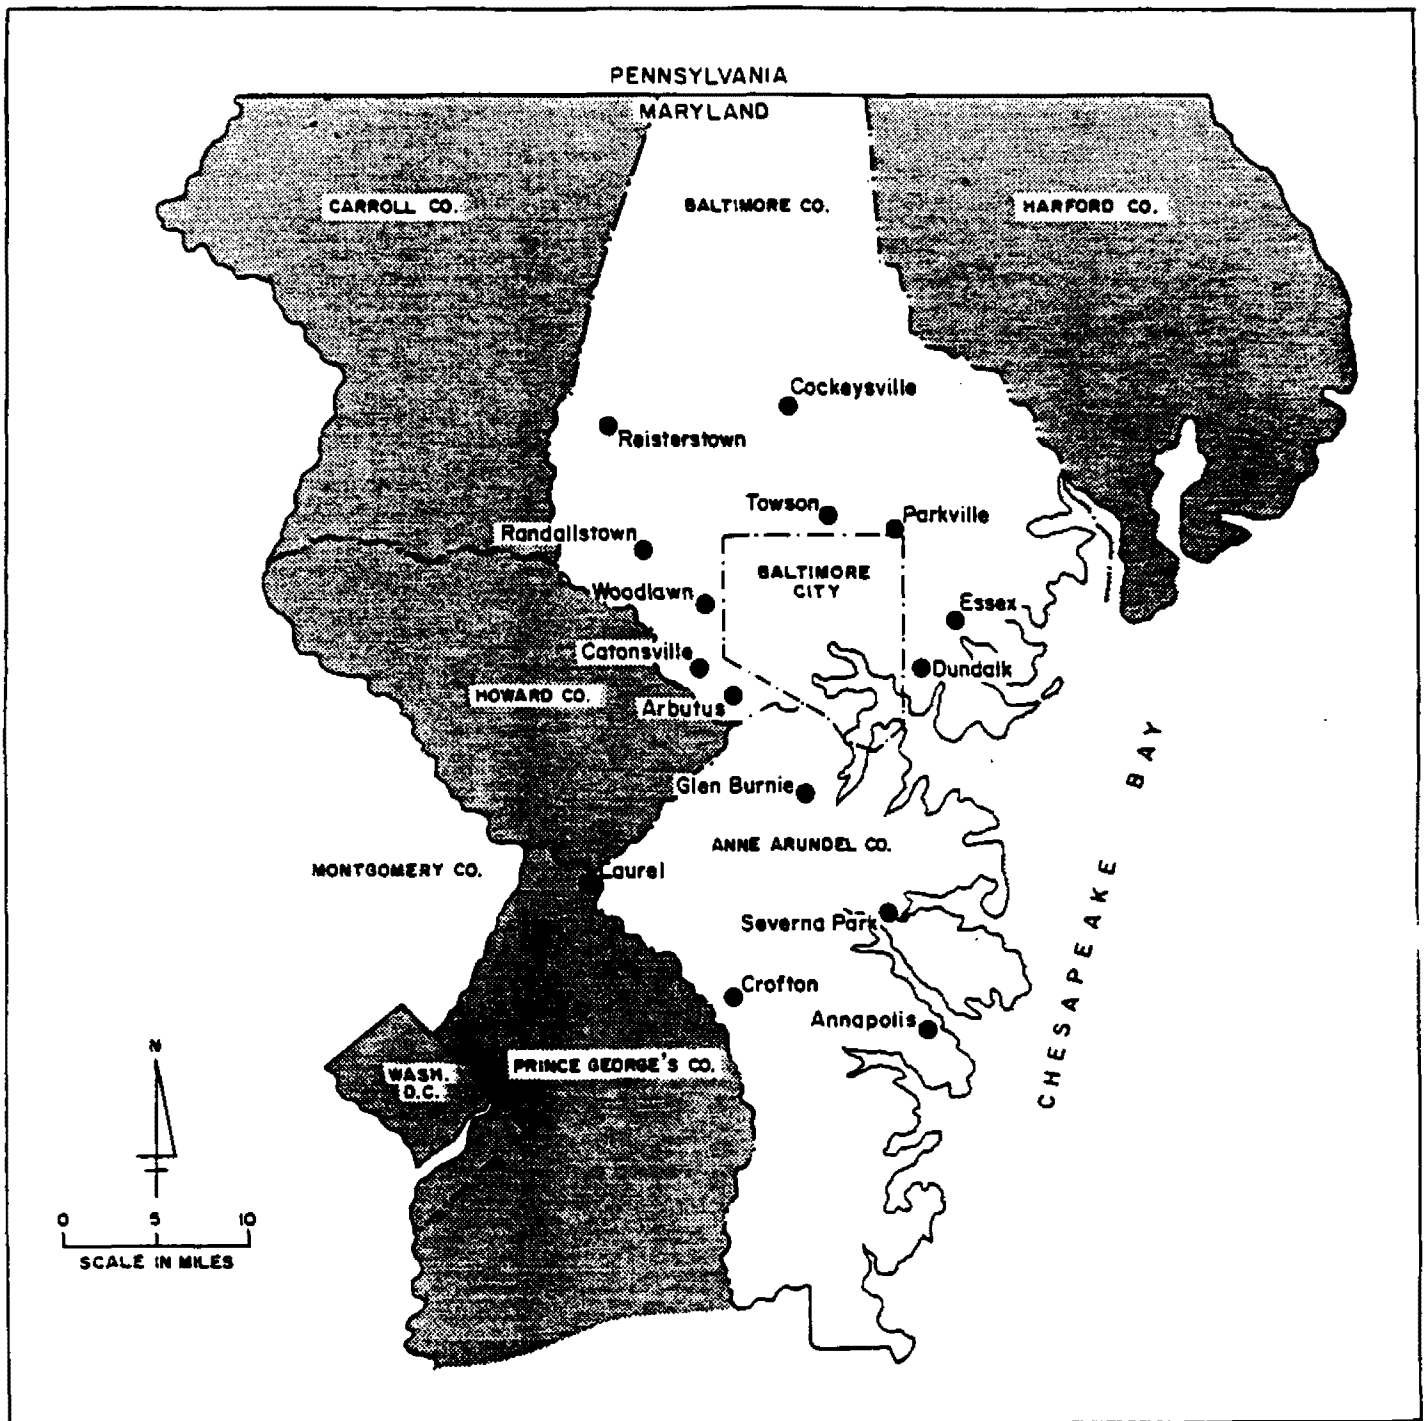 PENNSYLVANIA
MARYLAND
CARROLL CO.
BALTIMORE CO.
HARFORD CO.
Cockeysville
Reisterstown
Towson
Parkville
Randallstown
BALTIMORE
CITY
Woodlawn
Essex
Catonsville
Dundalk
HOWARD CO.
Arbutus
Glen Burnie
ANNE ARUNDEL CO.
MONTGOMERY CO.
Laurel
Severna Park
Crofton
Annapolis
CHESAPEAKE BAY
N
WASH.
D.C.
PRINCE GEORGE'S CO.
0 5 10
SCALE IN MILES